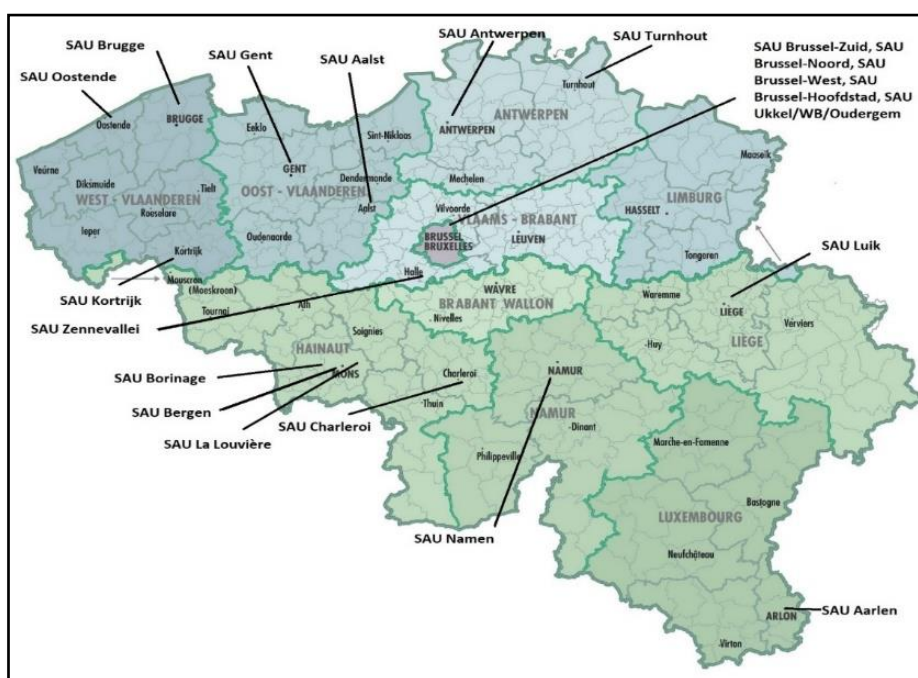 SAU Brugge
SAU Gent
SAU Antwerpen
SAU Turnhout
SAU Oostende
SAU Aalst
SAU Brussel-Zuid, SAU
Brussel-Noord, SAU
Brussel-West, SAU
Brussel-Hoofdstad, SAU
Ukkel/WB/Oudergem
Turnhout
Oostende
BRUGGE
Eeklo
ANTWERPEN
ANTWERPEN
Sint-Niklaas
Veurne
GENT
Maaseik
Diksmuide
Tielt
Dendermonde
Mechelen
WEST - VLAANDEREN
OOST - VLAANDEREN
LIMBURG
Roeselare
Aalst
Vilvoorde
VLAAMS - BRABANT
HASSELT
Ieper
Oudenaarde
BRUSSEL
BRUXELLES
LEUVEN
Kortrijk
Tongeren
SAU Luik
Mouscron
(Moeskroen)
Halle
SAU Kortrijk
WAVRE
BRABANT WALLON
Waremme
Tournai
Ath
Nivelles
LIÈGE
Verviers
SAU Zennevallei
Soignies
HAINAUT
Huy
LIÈGE
SAU Borinage
MONS
Charleroi
NAMUR
SAU Bergen
Thuin
SAU Charleroi
NAMUR
Dinant
SAU La Louvière
Marche-en-Famenne
Philippeville
Bastogne
LUXEMBOURG
SAU Namen
Neufchâteau
ARLON
SAU Aarlen
Virton